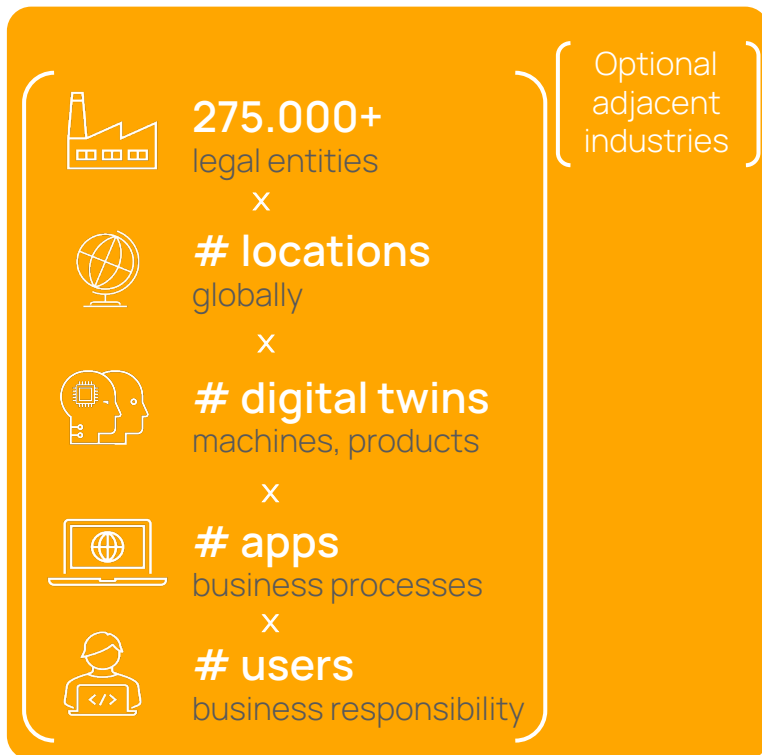 275.000+
legal entities
x
# locations
globally
x
# digital twins
machines, products
x
# apps
business processes
x
# users
business responsibility
Optional
adjacent
industries